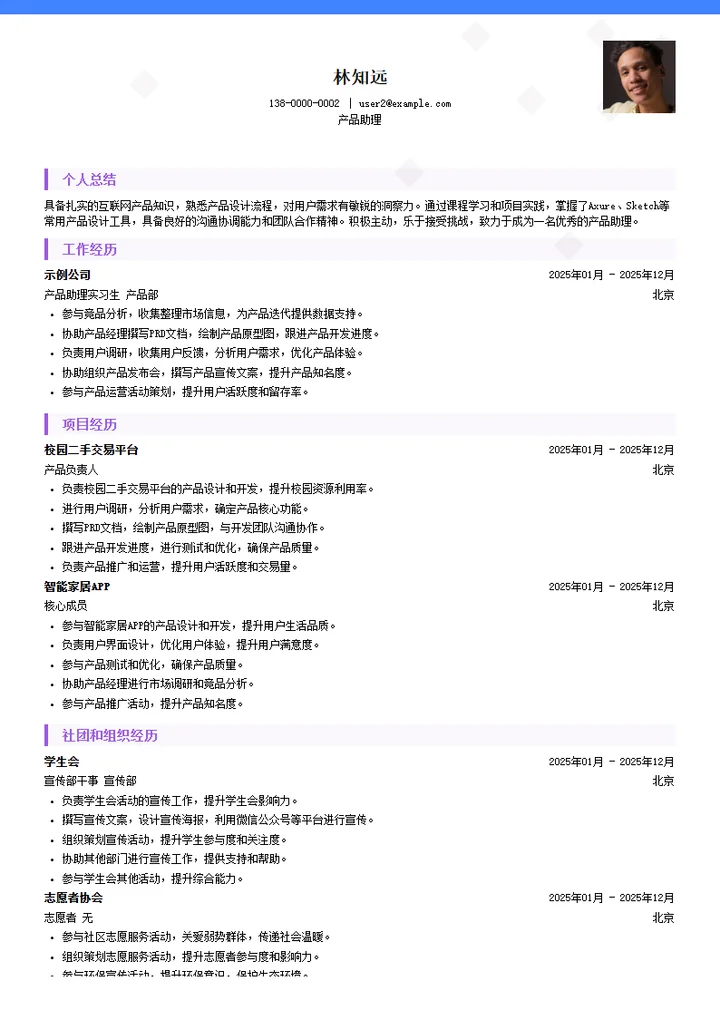 林知远
138-0000-0002 | user2@example.com
产品助理
个人总结
具备扎实的互联网产品知识，熟悉产品设计流程，对用户需求有敏锐的洞察力。通过课程学习和项目实践，掌握了Axure、Sketch等
常用产品设计工具，具备良好的沟通协调能力和团队合作精神。积极主动，乐于接受挑战，致力于成为一名优秀的产品助理。
工作经历
示例公司 2025年01月 - 2025年12月
产品助理实习生 产品部 北京
• 参与竞品分析，收集整理市场信息，为产品迭代提供数据支持。
• 协助产品经理撰写PRD文档，绘制产品原型图，跟进产品开发进度。
• 负责用户调研，收集用户反馈，分析用户需求，优化产品体验。
• 协助组织产品发布会，撰写产品宣传文案，提升产品知名度。
• 参与产品运营活动策划，提升用户活跃度和留存率。
项目经历
校园二手交易平台 2025年01月 - 2025年12月
产品负责人 北京
• 负责校园二手交易平台的产品设计和开发，提升校园资源利用率。
• 进行用户调研，分析用户需求，确定产品核心功能。
• 撰写PRD文档，绘制产品原型图，与开发团队沟通协作。
• 跟进产品开发进度，进行测试和优化，确保产品质量。
• 负责产品推广和运营，提升用户活跃度和交易量。
智能家居APP 2025年01月 - 2025年12月
核心成员 北京
• 参与智能家居APP的产品设计和开发，提升用户生活品质。
• 负责用户界面设计，优化用户体验，提升用户满意度。
• 参与产品测试和优化，确保产品质量。
• 协助产品经理进行市场调研和竞品分析。
• 参与产品推广活动，提升产品知名度。
社团和组织经历
学生会 2025年01月 - 2025年12月
宣传部干事 宣传部 北京
• 负责学生会活动的宣传工作，提升学生会影响力。
• 撰写宣传文案，设计宣传海报，利用微信公众号等平台进行宣传。
• 组织策划宣传活动，提升学生参与度和关注度。
• 协助其他部门进行宣传工作，提供支持和帮助。
• 参与学生会其他活动，提升综合能力。
志愿者协会 2025年01月 - 2025年12月
志愿者 无 北京
• 参与社区志愿服务活动，关爱弱势群体，传递社会温暖。
• 组织策划志愿服务活动，提升志愿者参与度和影响力。
• 参与环保宣传活动，提升环保意识，保护生态环境。